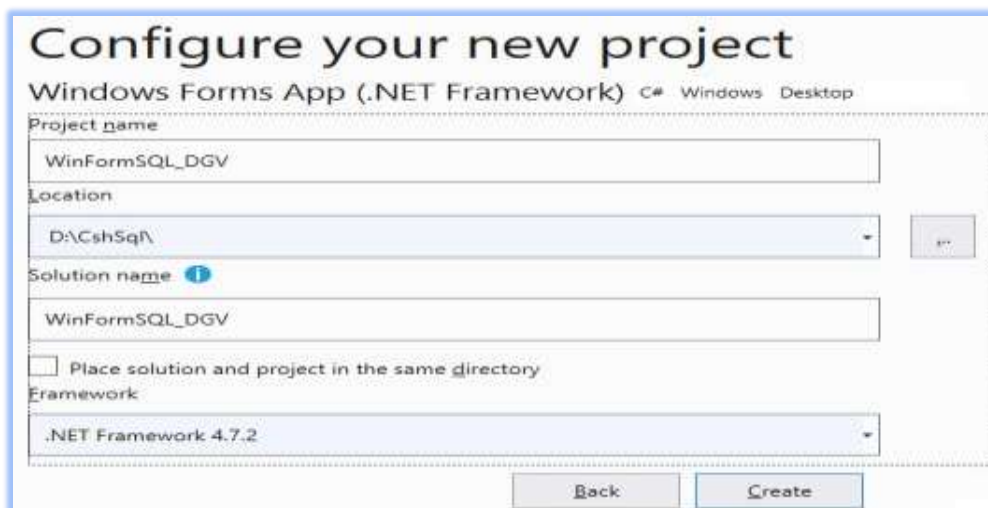 Configure your new project
Windows Forms App (.NET Framework) C# Windows Desktop
Project name
WinFormSQL_DGV
Location
D:\CshSql\
...
Solution name i
WinFormSQL_DGV
Place solution and project in the same directory
Framework
.NET Framework 4.7.2
Back Create